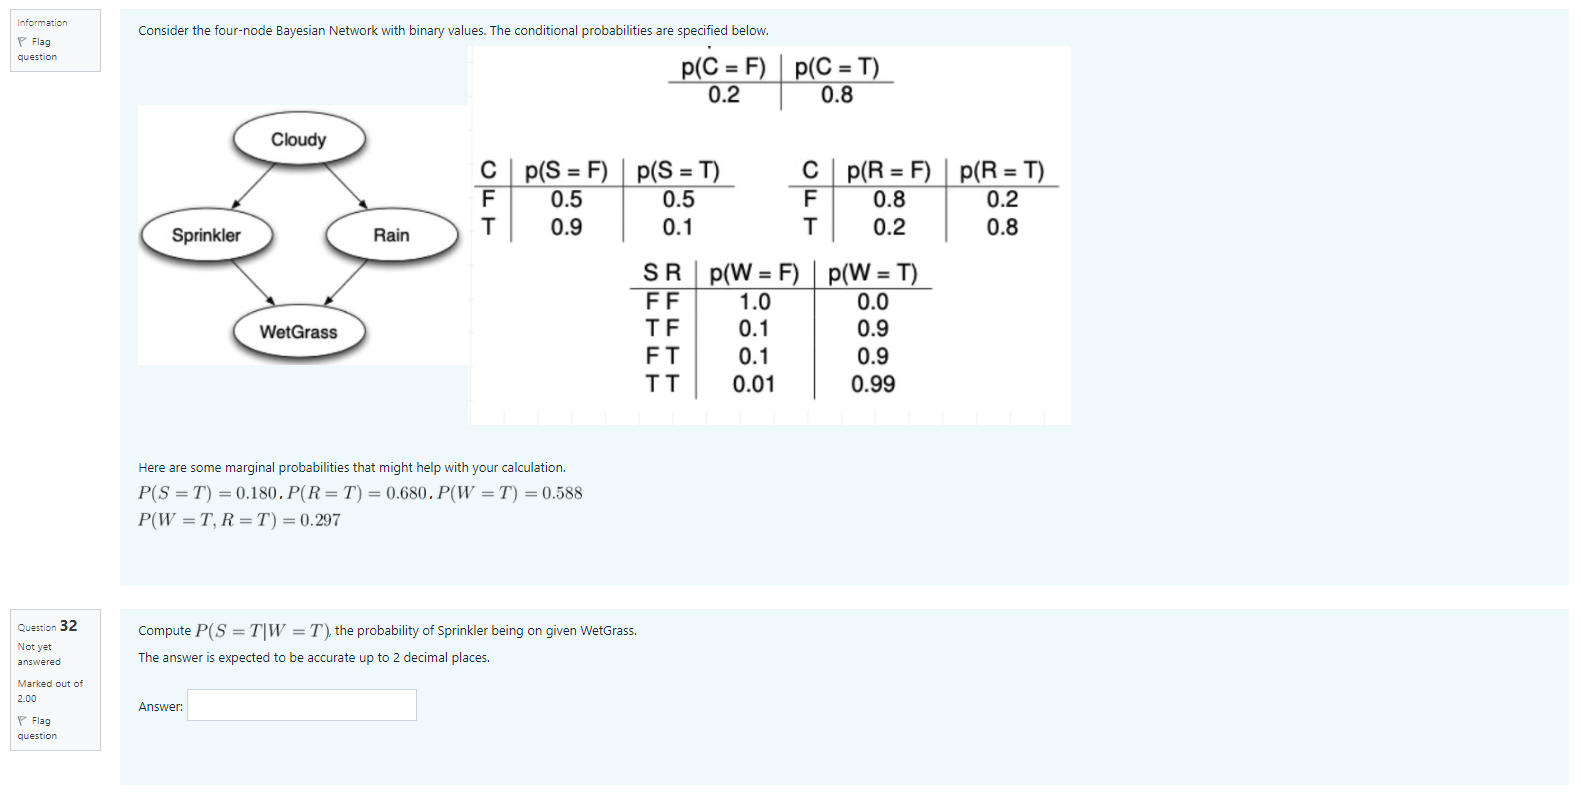 Information
Flag
question
Consider the four-node Bayesian Network with binary values. The conditional probabilities are specified below.
p(C = F) p(C = T)
0.2 0.8
Cloudy
Sprinkler
Rain
WetGrass
C p(S = F) p(S = T)
F 0.5 0.5
T 0.9 0.1
C p(R = F) p(R = T)
F 0.8 0.2
T 0.2 0.8
S R p(W = F) p(W = T)
F F 1.0 0.0
T F 0.1 0.9
F T 0.1 0.9
T T 0.01 0.99
Here are some marginal probabilities that might help with your calculation.
P(S = T) = 0.180, P(R = T) = 0.680, P(W = T) = 0.588
P(W = T, R = T) = 0.297
Question 32
Not yet
answered
Marked out of
2.00
Flag
question
Compute P(S = T|W = T), the probability of Sprinkler being on given WetGrass.
The answer is expected to be accurate up to 2 decimal places.
Answer: